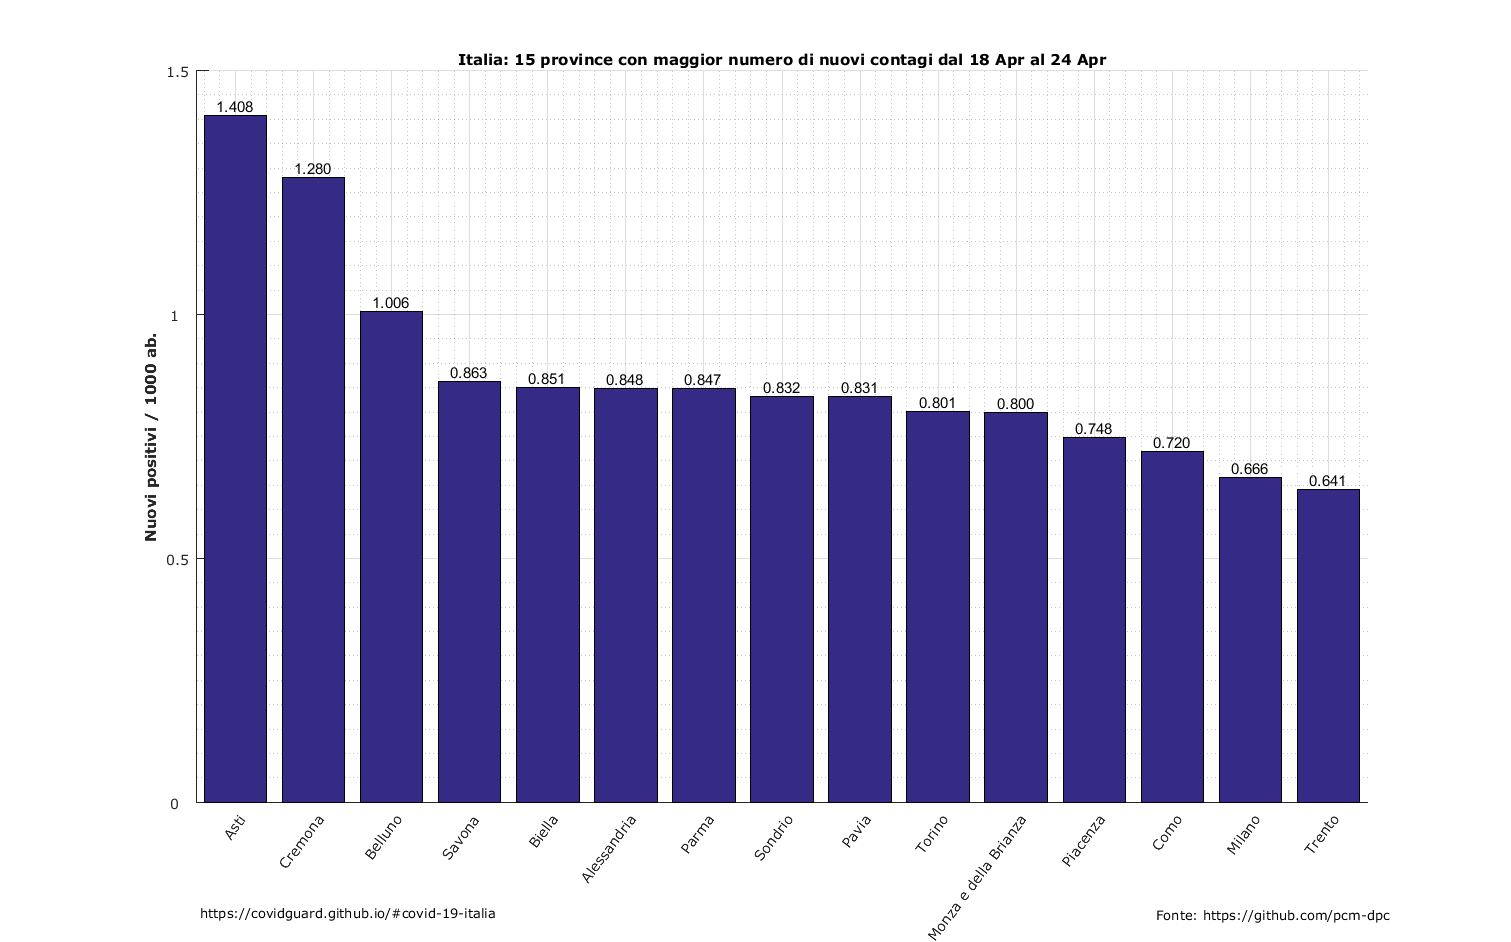 Italia: 15 province con maggior numero di nuovi contagi dal 18 Apr al 24 Apr
Nuovi positivi / 1000 ab.
1.5
1
0.5
0
1.408
1.280
1.006
0.863
0.851
0.848
0.847
0.832
0.831
0.801
0.800
0.748
0.720
0.666
0.641
Asti
Cremona
Belluno
Savona
Biella
Alessandria
Parma
Sondrio
Pavia
Torino
Monza e della Brianza
Piacenza
Como
Milano
Trento
https://covidguard.github.io/#covid-19-italia
Fonte: https://github.com/pcm-dpc